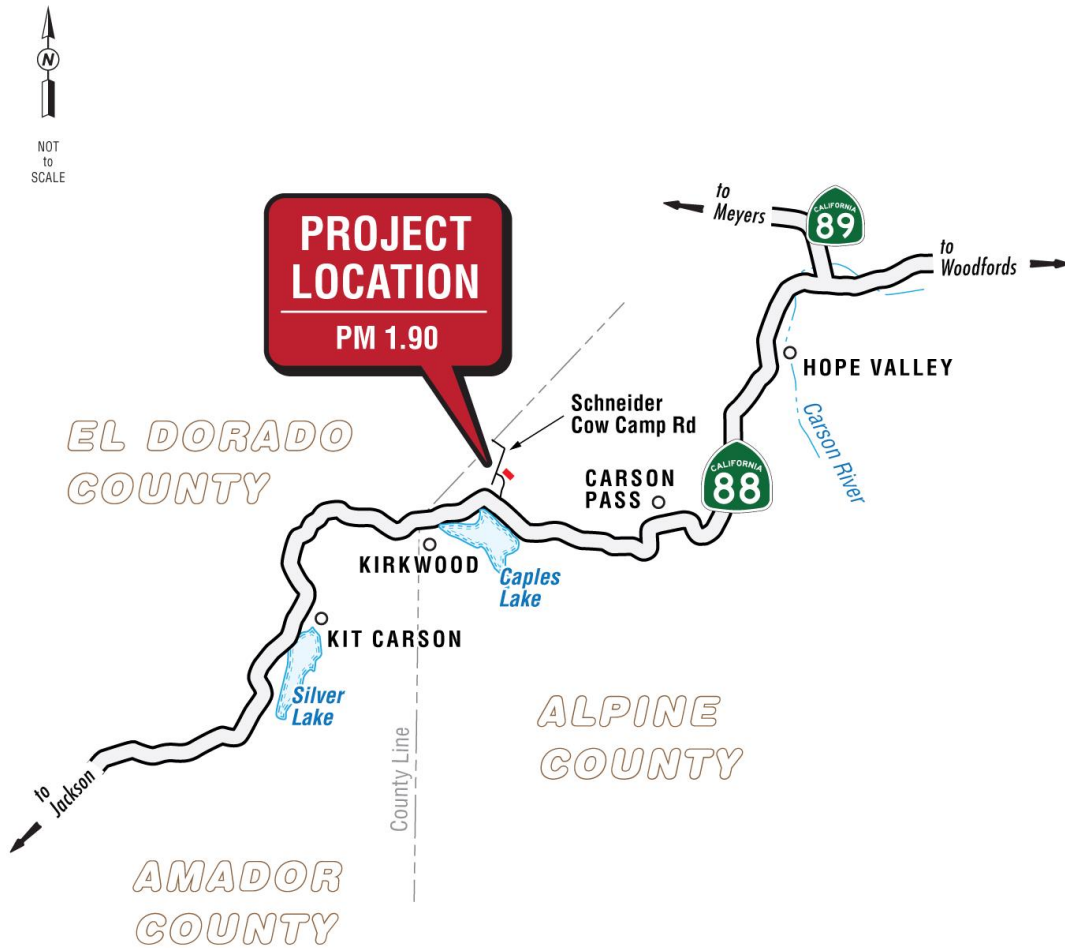 N
NOT
to
SCALE
PROJECT
LOCATION
PM 1.90
to
Meyers
CALIFORNIA
89
to
Woodfords
HOPE VALLEY
Carson River
Schneider
Cow Camp Rd
EL DORADO
COUNTY
CARSON
PASS
CALIFORNIA
88
KIRKWOOD
Caples
Lake
KIT CARSON
Silver
Lake
ALPINE
COUNTY
County Line
to
Jackson
AMADOR
COUNTY